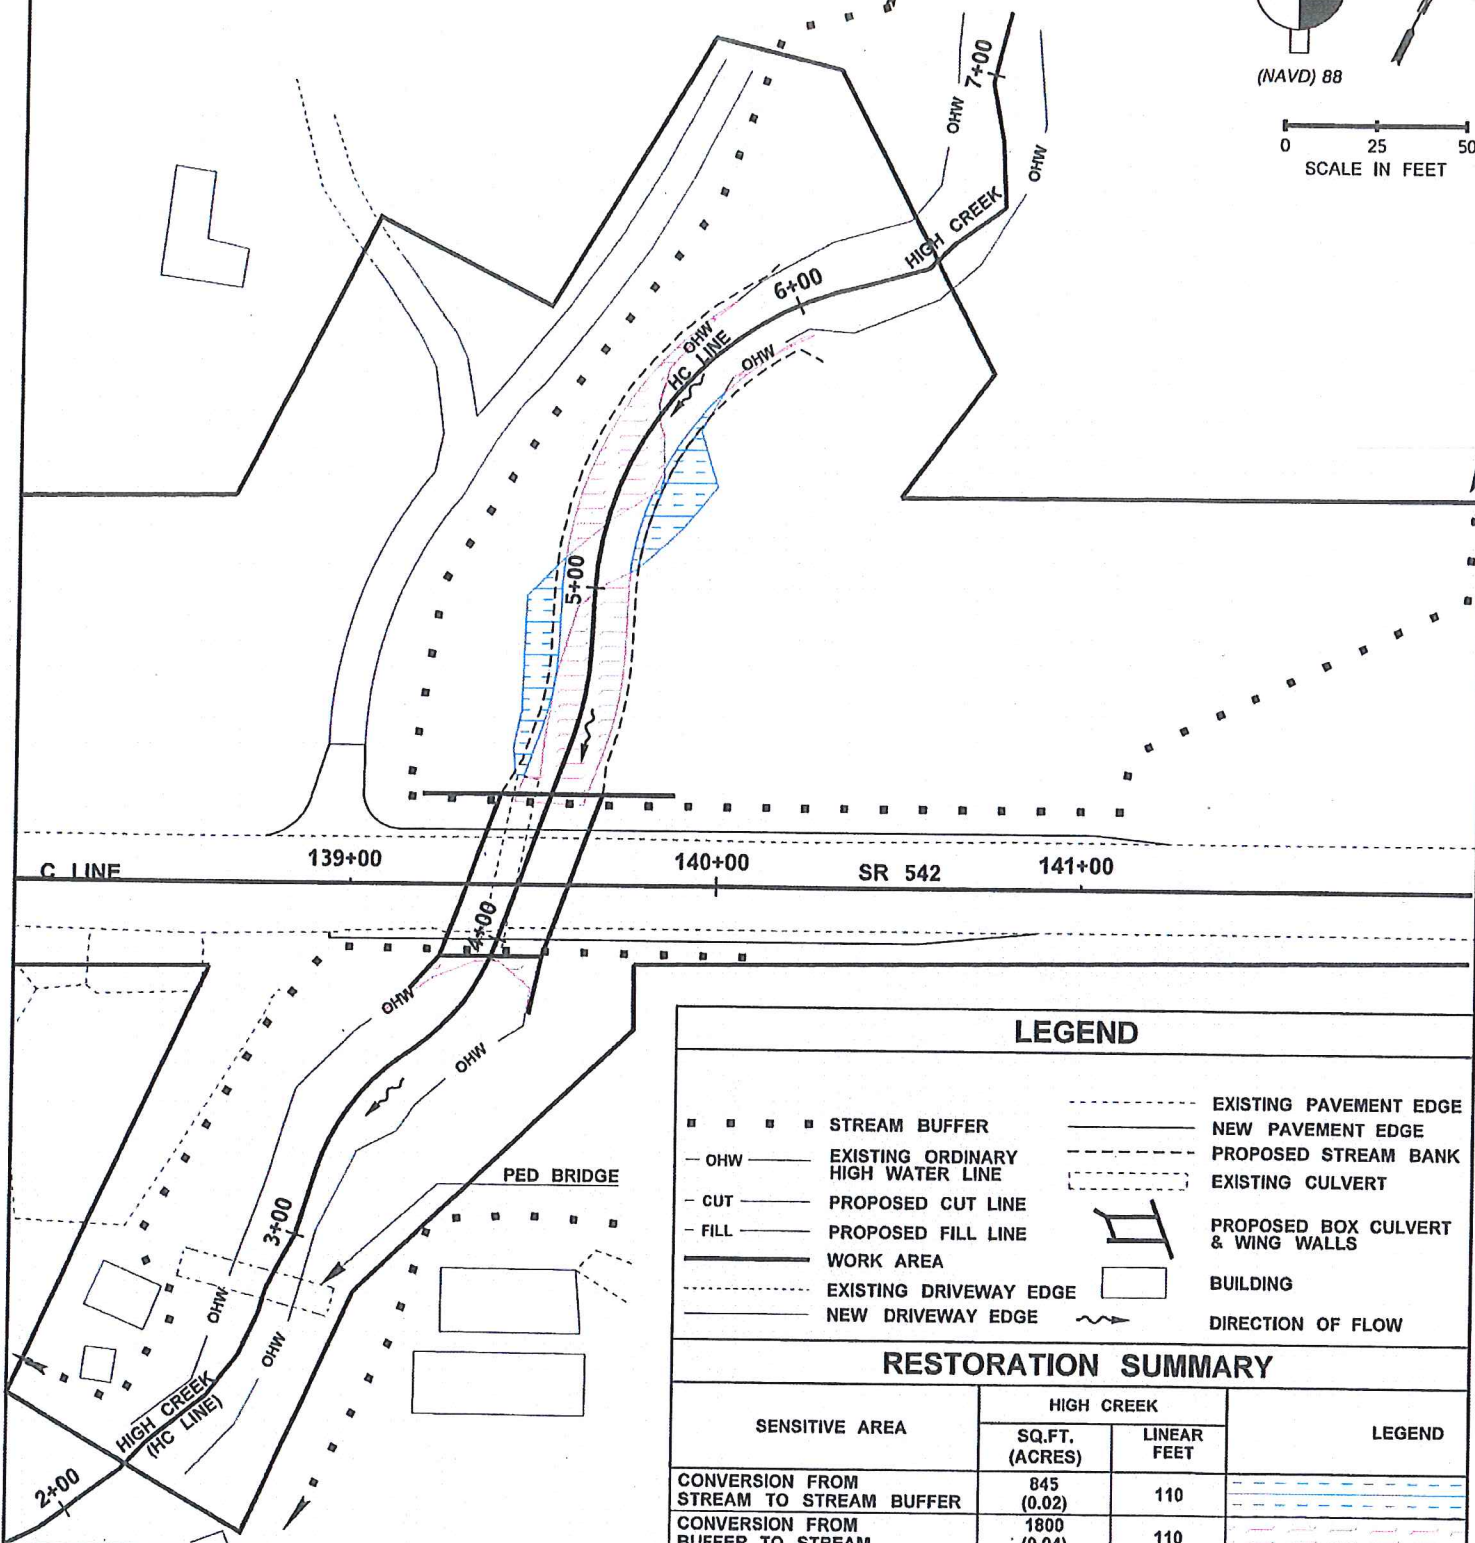 (NAVD) 88
0 25 50
SCALE IN FEET
7+00
OHW
OHW
HIGH CREEK
6+00
OHW
HC LINE
OHW
5+00
139+00
140+00
141+00
C LINE
SR 542
4+00
OHW
OHW
PED BRIDGE
3+00
OHW
OHW
HIGH CREEK
(HC LINE)
2+00
LEGEND
STREAM BUFFER
OHW
EXISTING ORDINARY
HIGH WATER LINE
CUT
PROPOSED CUT LINE
FILL
PROPOSED FILL LINE
WORK AREA
EXISTING DRIVEWAY EDGE
NEW DRIVEWAY EDGE
EXISTING PAVEMENT EDGE
NEW PAVEMENT EDGE
PROPOSED STREAM BANK
EXISTING CULVERT
PROPOSED BOX CULVERT
& WING WALLS
BUILDING
DIRECTION OF FLOW
RESTORATION SUMMARY
SENSITIVE AREA
HIGH CREEK
SQ.FT.
(ACRES)
LINEAR
FEET
LEGEND
CONVERSION FROM
STREAM TO STREAM BUFFER
845
(0.02)
110
CONVERSION FROM
BUFFER TO STREAM
1800
(0.04)
110